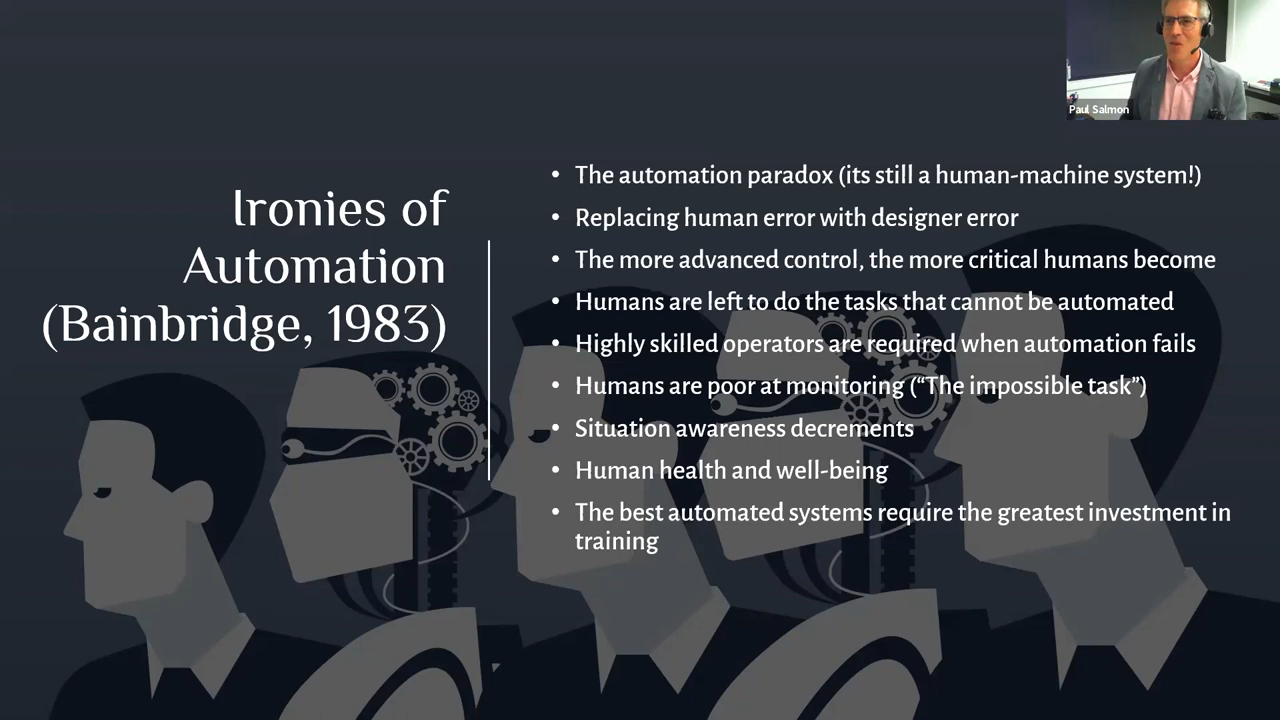 Paul Salmon
Ironies of
Automation
(Bainbridge, 1983)
• The automation paradox (its still a human-machine system!)
• Replacing human error with designer error
• The more advanced control, the more critical humans become
• Humans are left to do the tasks that cannot be automated
• Highly skilled operators are required when automation fails
• Humans are poor at monitoring (“The impossible task”)
• Situation awareness decrements
• Human health and well-being
• The best automated systems require the greatest investment in
training